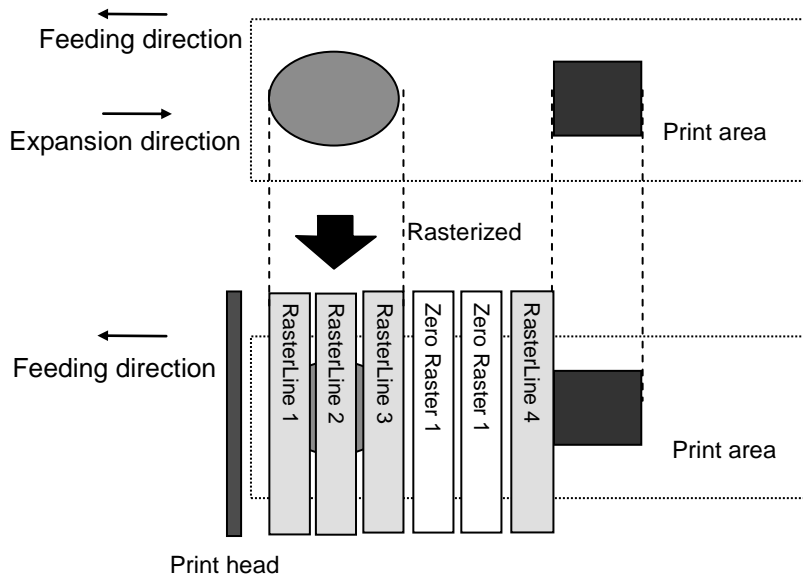 Feeding direction
Expansion direction
Print area
Rasterized
RasterLine 1
RasterLine 2
RasterLine 3
Zero Raster 1
Zero Raster 1
RasterLine 4
Feeding direction
Print area
Print head